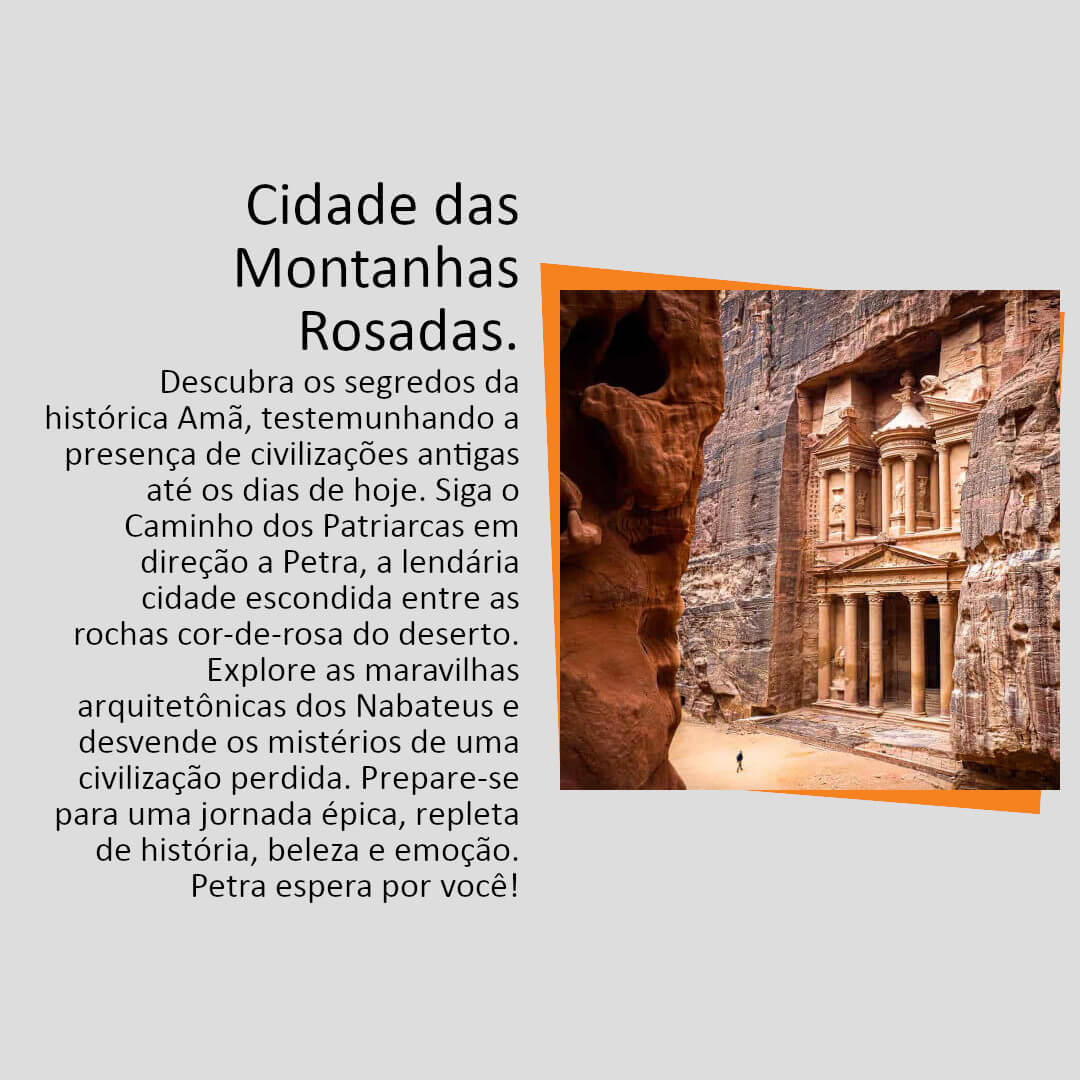 Cidade das
Montanhas
Rosadas.
Descubra os segredos da
histórica Amã, testemunhando a
presença de civilizações antigas
até os dias de hoje. Siga o
Caminho dos Patriarcas em
direção a Petra, a lendária
cidade escondida entre as
rochas cor-de-rosa do deserto.
Explore as maravilhas
arquitetônicas dos Nabateus e
desvende os mistérios de uma
civilização perdida. Prepare-se
para uma jornada épica, repleta
de história, beleza e emoção.
Petra espera por você!